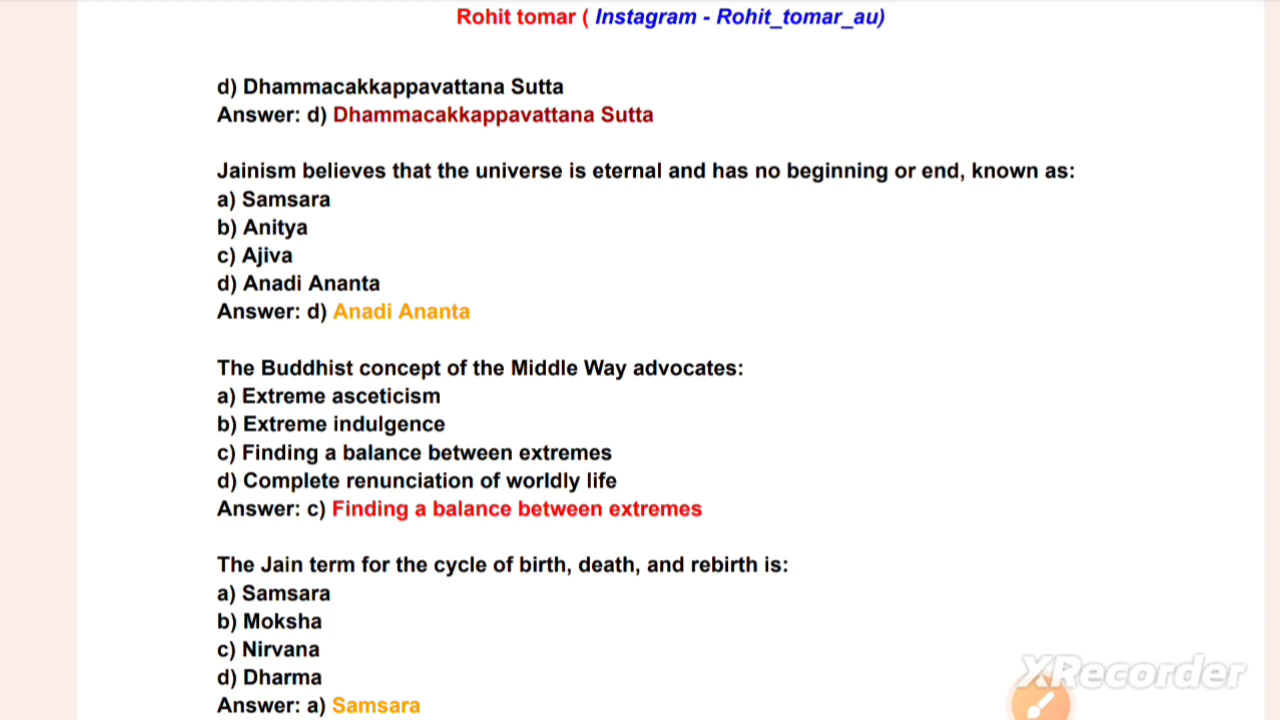 Rohit tomar ( Instagram - Rohit_tomar_au)
d) Dhammacakkappavattana Sutta
Answer: d) Dhammacakkappavattana Sutta
Jainism believes that the universe is eternal and has no beginning or end, known as:
a) Samsara
b) Anitya
c) Ajiva
d) Anadi Ananta
Answer: d) Anadi Ananta
The Buddhist concept of the Middle Way advocates:
a) Extreme asceticism
b) Extreme indulgence
c) Finding a balance between extremes
d) Complete renunciation of worldly life
Answer: c) Finding a balance between extremes
The Jain term for the cycle of birth, death, and rebirth is:
a) Samsara
b) Moksha
c) Nirvana
d) Dharma
Answer: a) Samsara
XRecorder